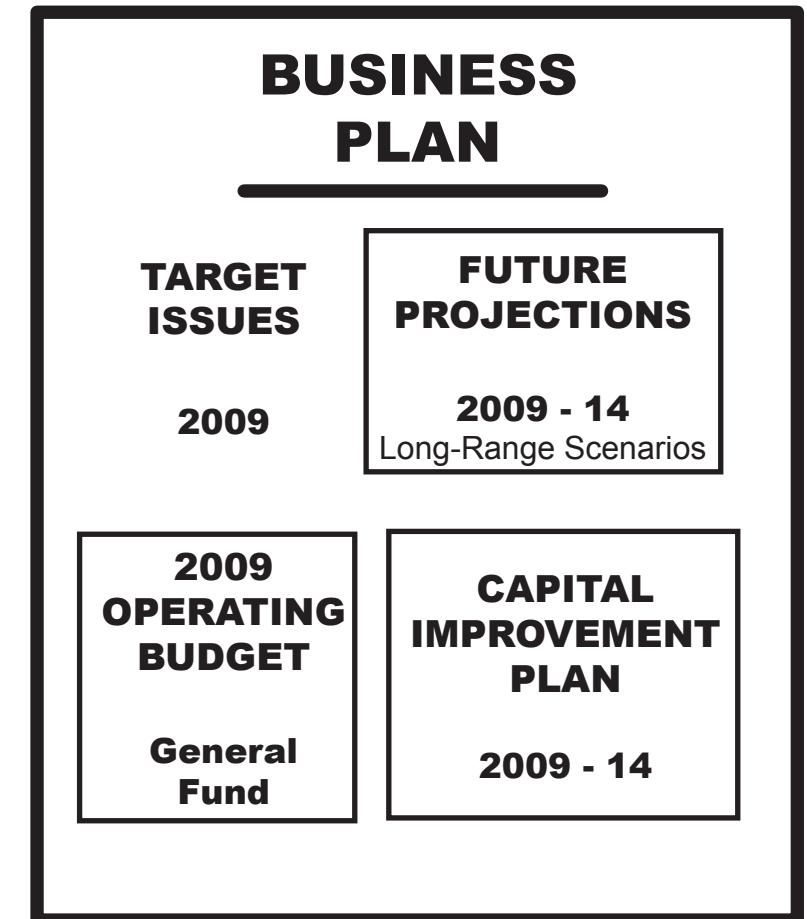 BUSINESS
PLAN
TARGET
ISSUES
2009
FUTURE
PROJECTIONS
2009 - 14
Long-Range Scenarios
2009
OPERATING
BUDGET
General
Fund
CAPITAL
IMPROVEMENT
PLAN
2009 - 14